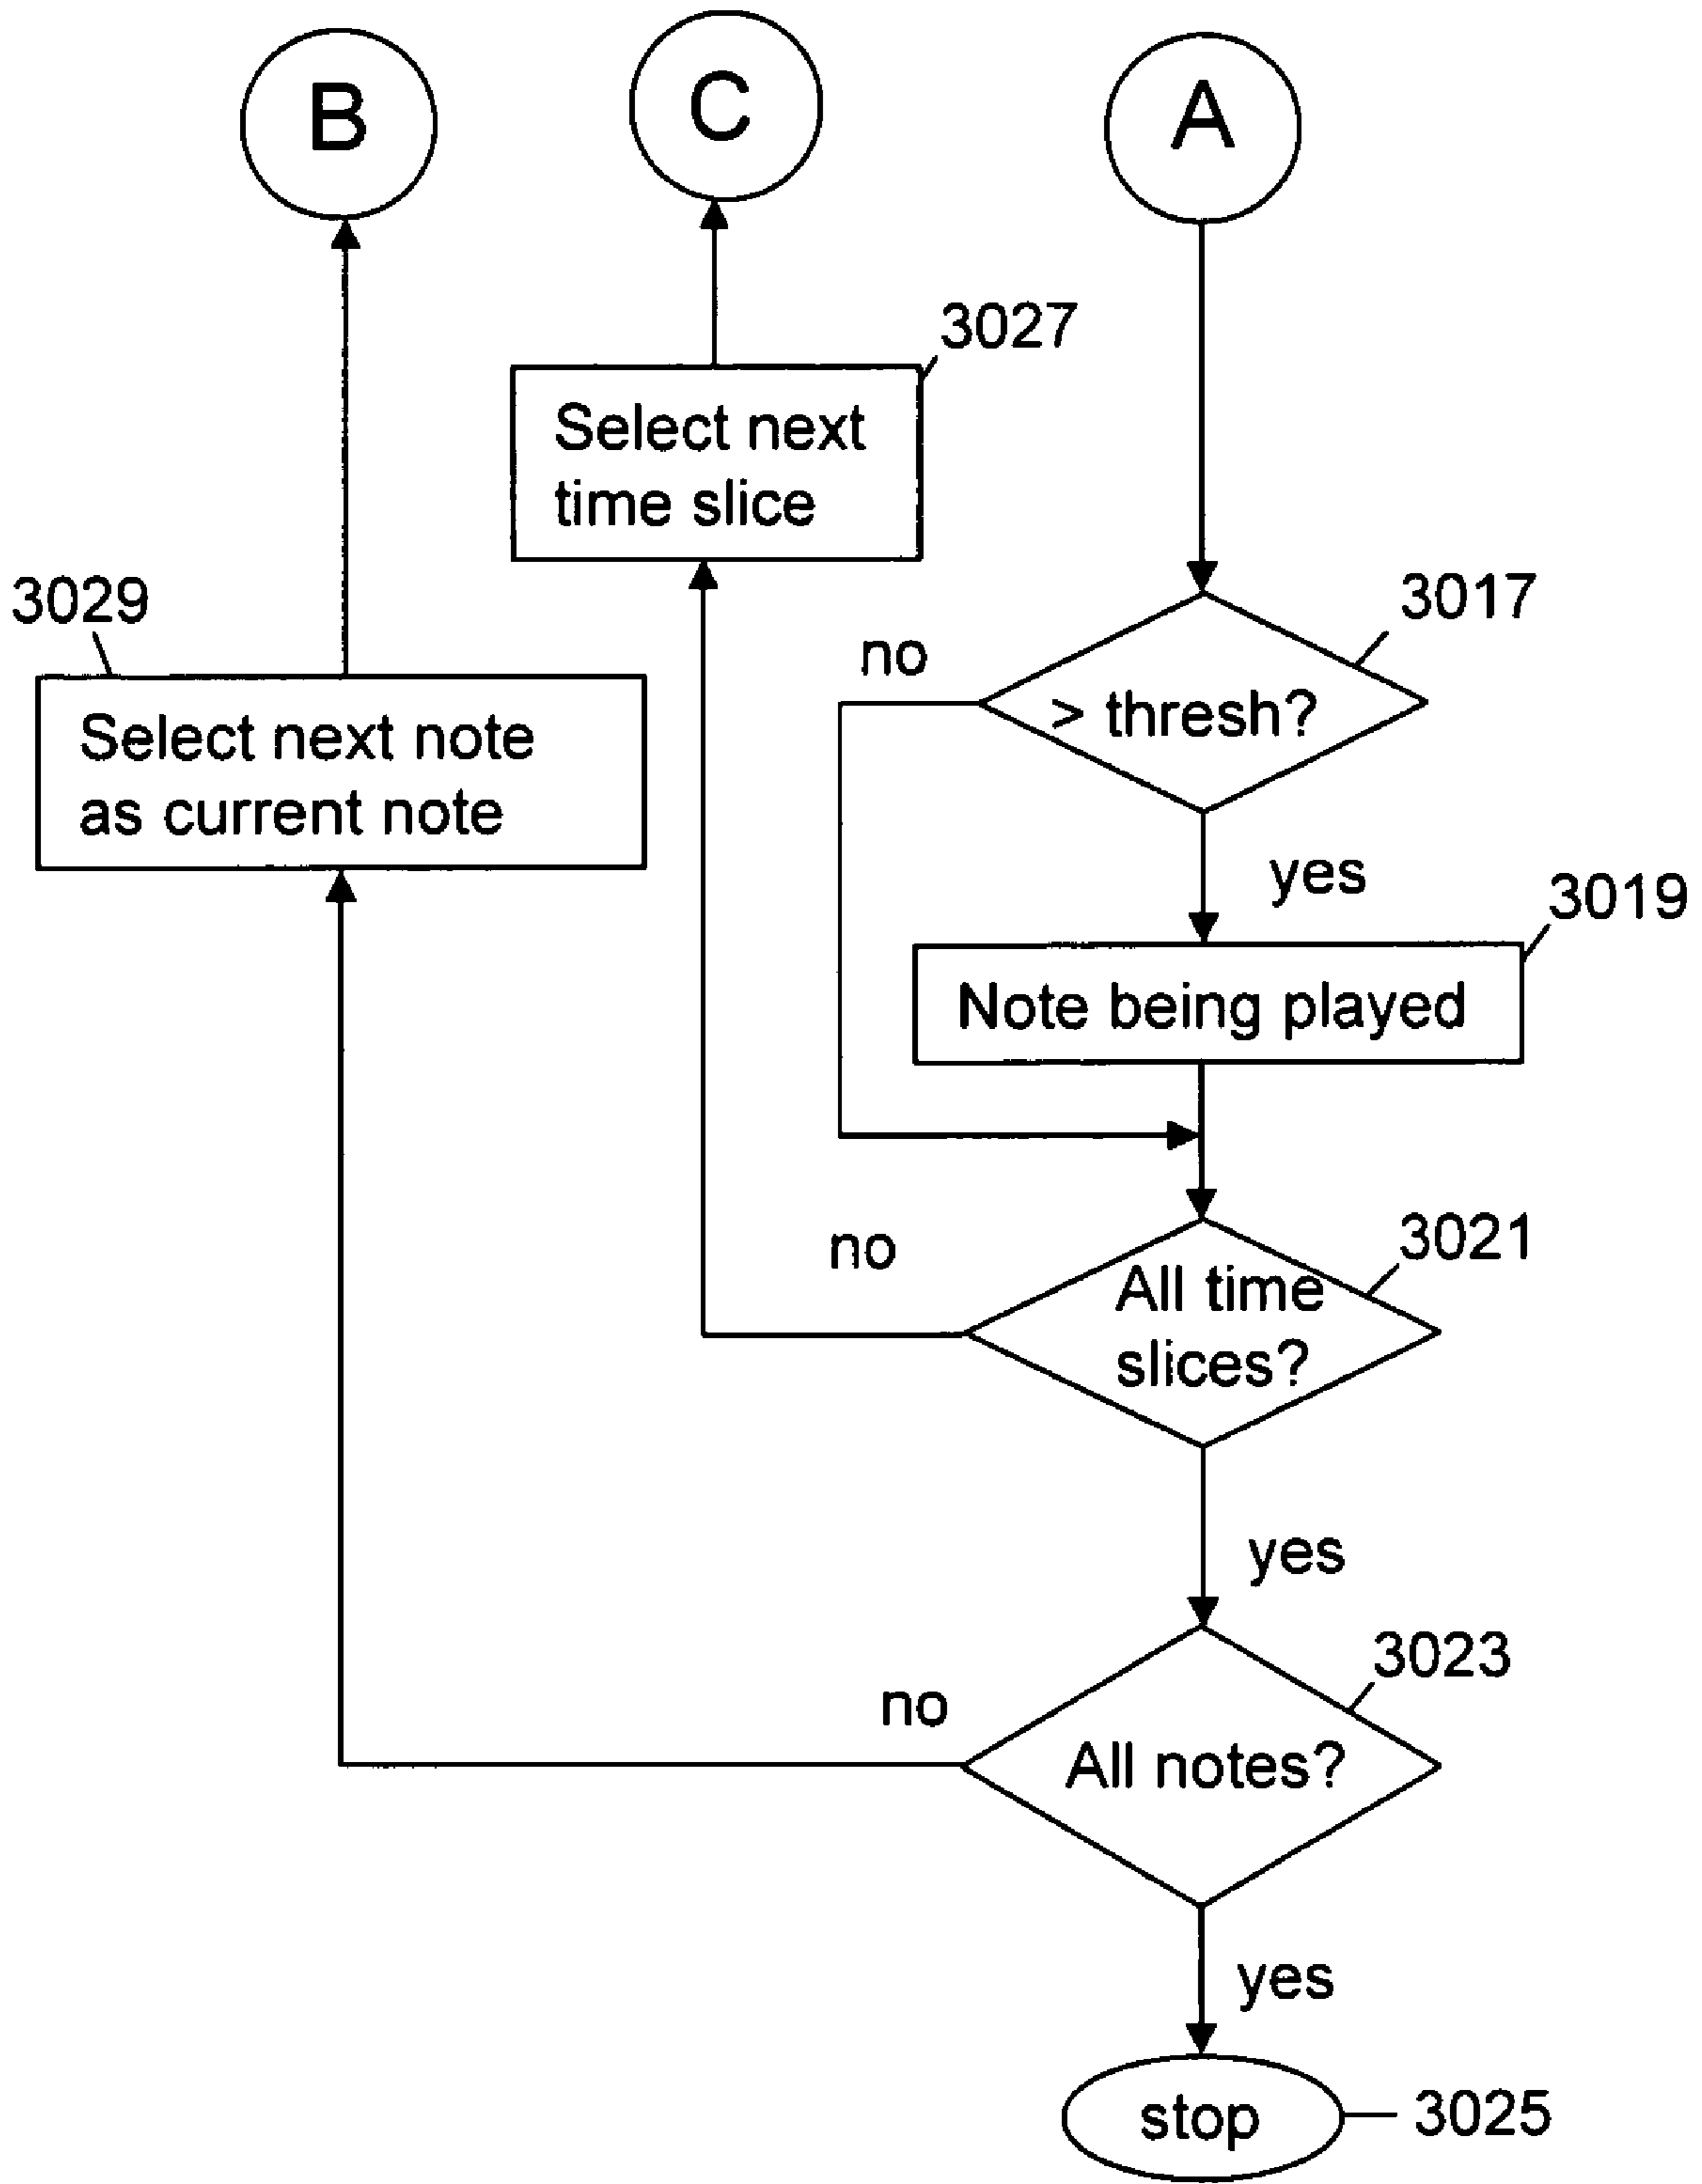 B
C
A
3027
Select next
time slice
3029
Select next note
as current note
3017
no
> thresh?
yes
3019
Note being played
3021
no
All time
slices?
yes
3023
no
All notes?
yes
stop
3025